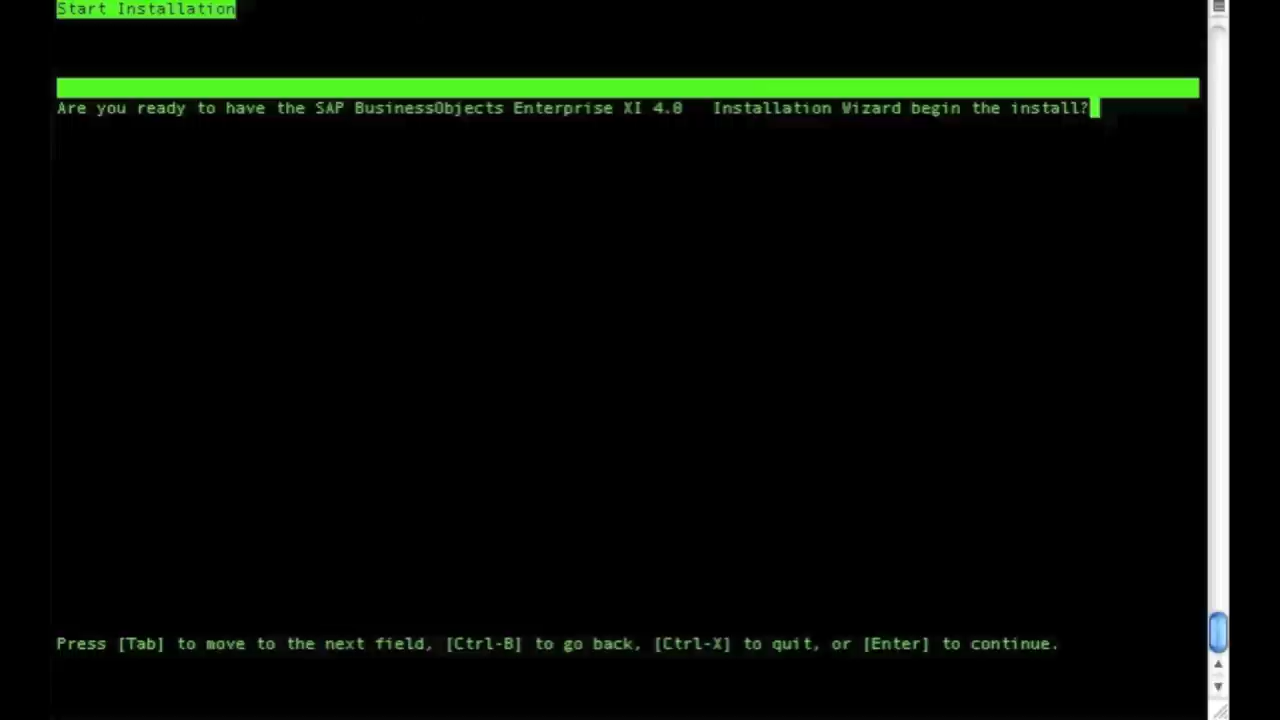 Start Installation
Are you ready to have the SAP BusinessObjects Enterprise XI 4.0   Installation Wizard begin the install?
Press [Tab] to move to the next field, [Ctrl-B] to go back, [Ctrl-X] to quit, or [Enter] to continue.